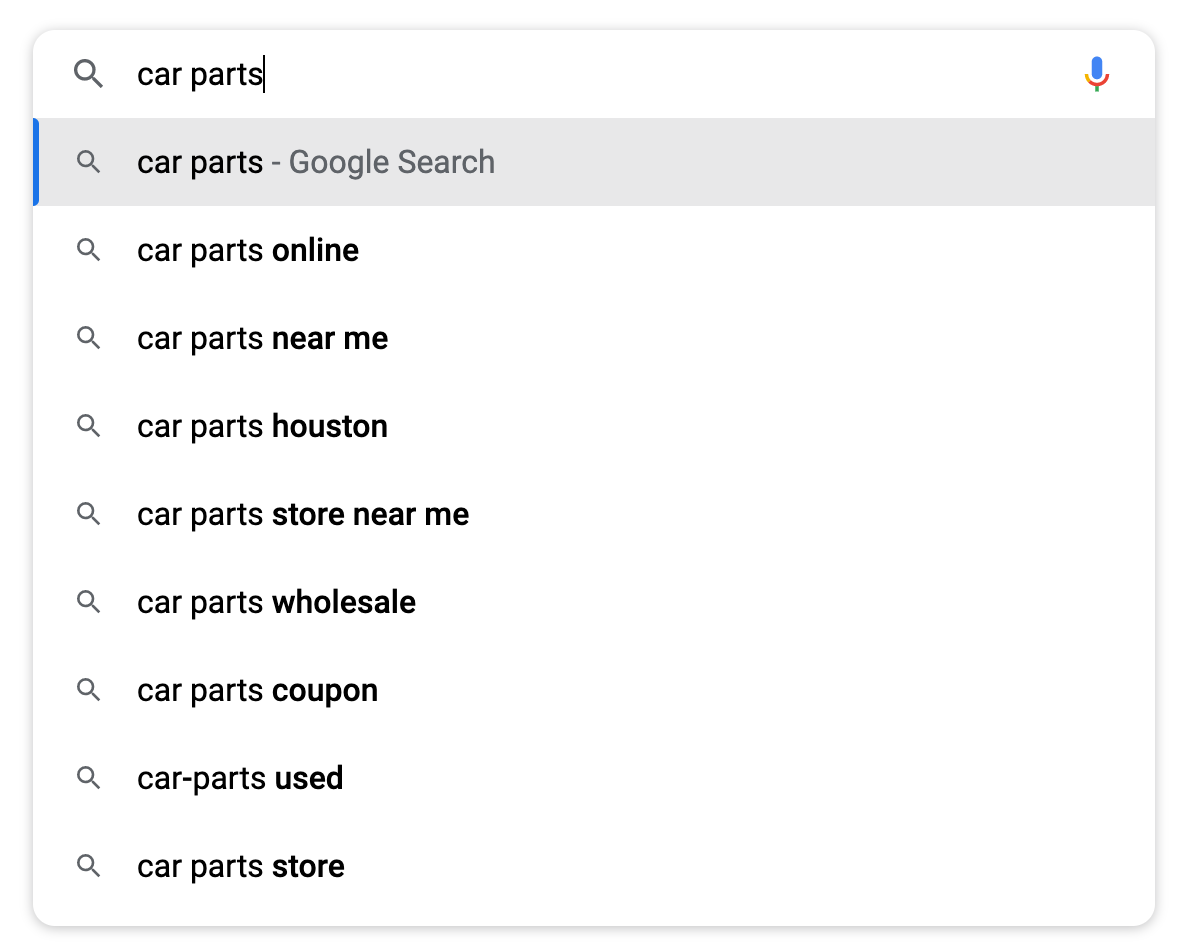 car parts
car parts - Google Search
car parts online
car parts near me
car parts houston
car parts store near me
car parts wholesale
car parts coupon
car-parts used
car parts store